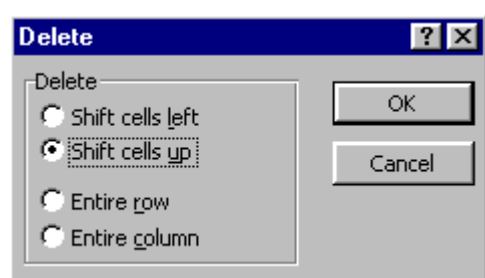 Delete
Delete
Shift cells left
Shift cells up
Entire row
Entire column
?
OK
Cancel